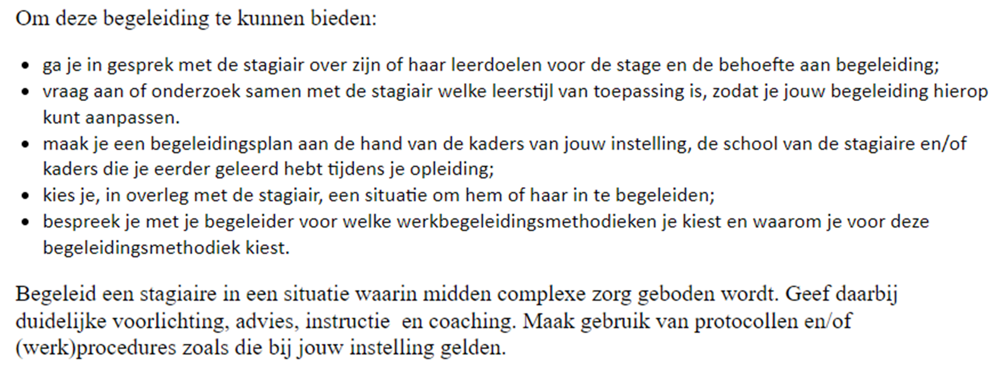 Om deze begeleiding te kunnen bieden:
• ga je in gesprek met de stagiair over zijn of haar leerdoelen voor de stage en de behoefte aan begeleiding;
• vraag aan of onderzoek samen met de stagiair welke leerstijl van toepassing is, zodat je jouw begeleiding hierop
kunt aanpassen.
• maak je een begeleidingsplan aan de hand van de kaders van jouw instelling, de school van de stagiaire en/of
kaders die je eerder geleerd hebt tijdens je opleiding;
• kies je, in overleg met de stagiair, een situatie om hem of haar in te begeleiden;
• bespreek je met je begeleider voor welke werkbegeleidingsmethodieken je kiest en waarom je voor deze
begeleidingsmethodiek kiest.
Begeleid een stagiaire in een situatie waarin midden complexe zorg geboden wordt. Geef daarbij
duidelijke voorlichting, advies, instructie  en coaching. Maak gebruik van protocollen en/of
(werk)procedures zoals die bij jouw instelling gelden.